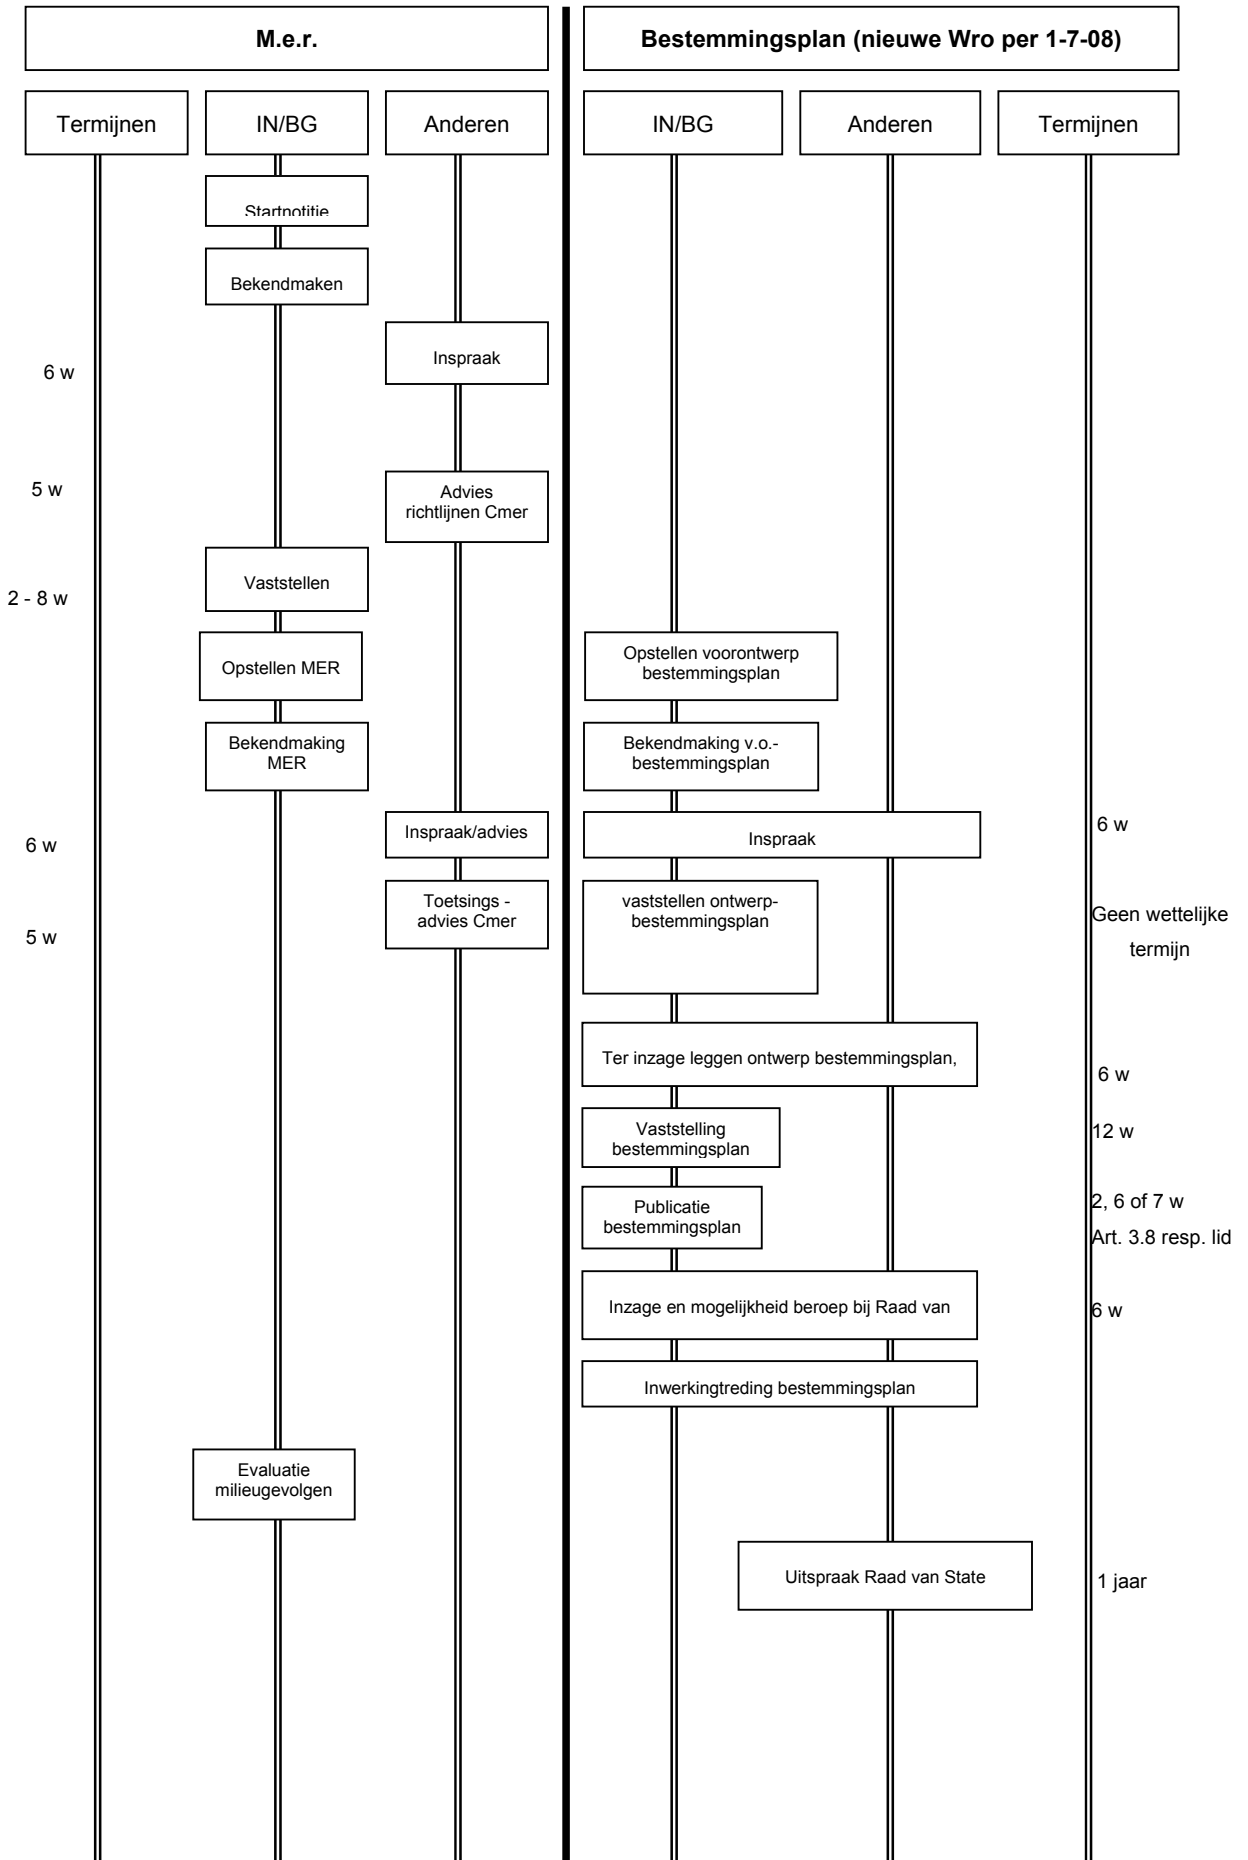 M.e.r.
Bestemmingsplan (nieuwe Wro per 1-7-08)
Termijnen
IN/BG
Anderen
IN/BG
Anderen
Termijnen
Startnotitie
Bekendmaken
Inspraak
6 w
5 w
Advies
richtlijnen Cmer
Vaststellen
2 - 8 w
Opstellen MER
Opstellen voorontwerp
bestemmingsplan
Bekendmaking
MER
Bekendmaking v.o.-
bestemmingsplan
6 w
Inspraak/advies
Inspraak
6 w
5 w
Toetsings -
advies Cmer
vaststellen ontwerp-
bestemmingsplan
Geen wettelijke
termijn
Ter inzage leggen ontwerp bestemmingsplan,
6 w
Vaststelling
bestemmingsplan
12 w
Publicatie
bestemmingsplan
2, 6 of 7 w
Art. 3.8 resp. lid
Inzage en mogelijkheid beroep bij Raad van
6 w
Inwerkingtreding bestemmingsplan
Evaluatie
milieugevolgen
Uitspraak Raad van State
1 jaar